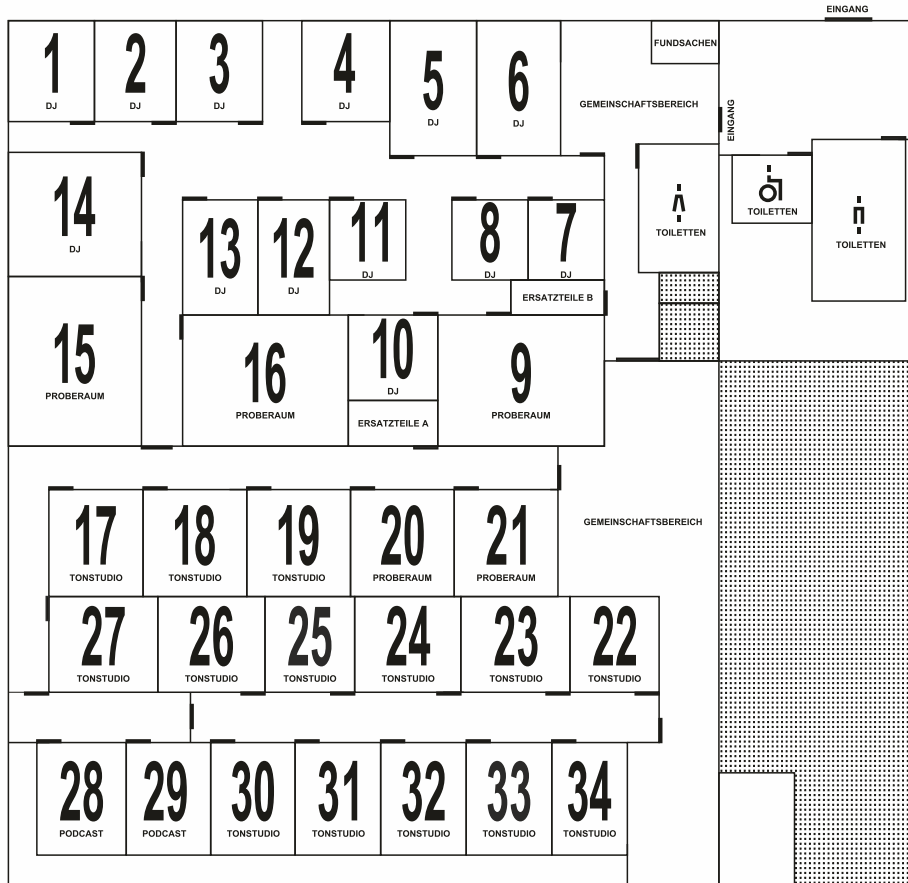 EINGANG
FUNDSACHEN
1
DJ
2
DJ
3
DJ
4
DJ
5
DJ
6
DJ
GEMEINSCHAFTSBEREICH
EINGANG
14
DJ
13
DJ
12
DJ
11
DJ
8
DJ
7
DJ
TOILETTEN
TOILETTEN
TOILETTEN
ERSATZTEILE B
15
PROBERAUM
16
PROBERAUM
10
DJ
ERSATZTEILE A
9
PROBERAUM
17
TONSTUDIO
18
TONSTUDIO
19
TONSTUDIO
20
PROBERAUM
21
PROBERAUM
GEMEINSCHAFTSBEREICH
27
TONSTUDIO
26
TONSTUDIO
25
TONSTUDIO
24
TONSTUDIO
23
TONSTUDIO
22
TONSTUDIO
28
PODCAST
29
PODCAST
30
TONSTUDIO
31
TONSTUDIO
32
TONSTUDIO
33
TONSTUDIO
34
TONSTUDIO